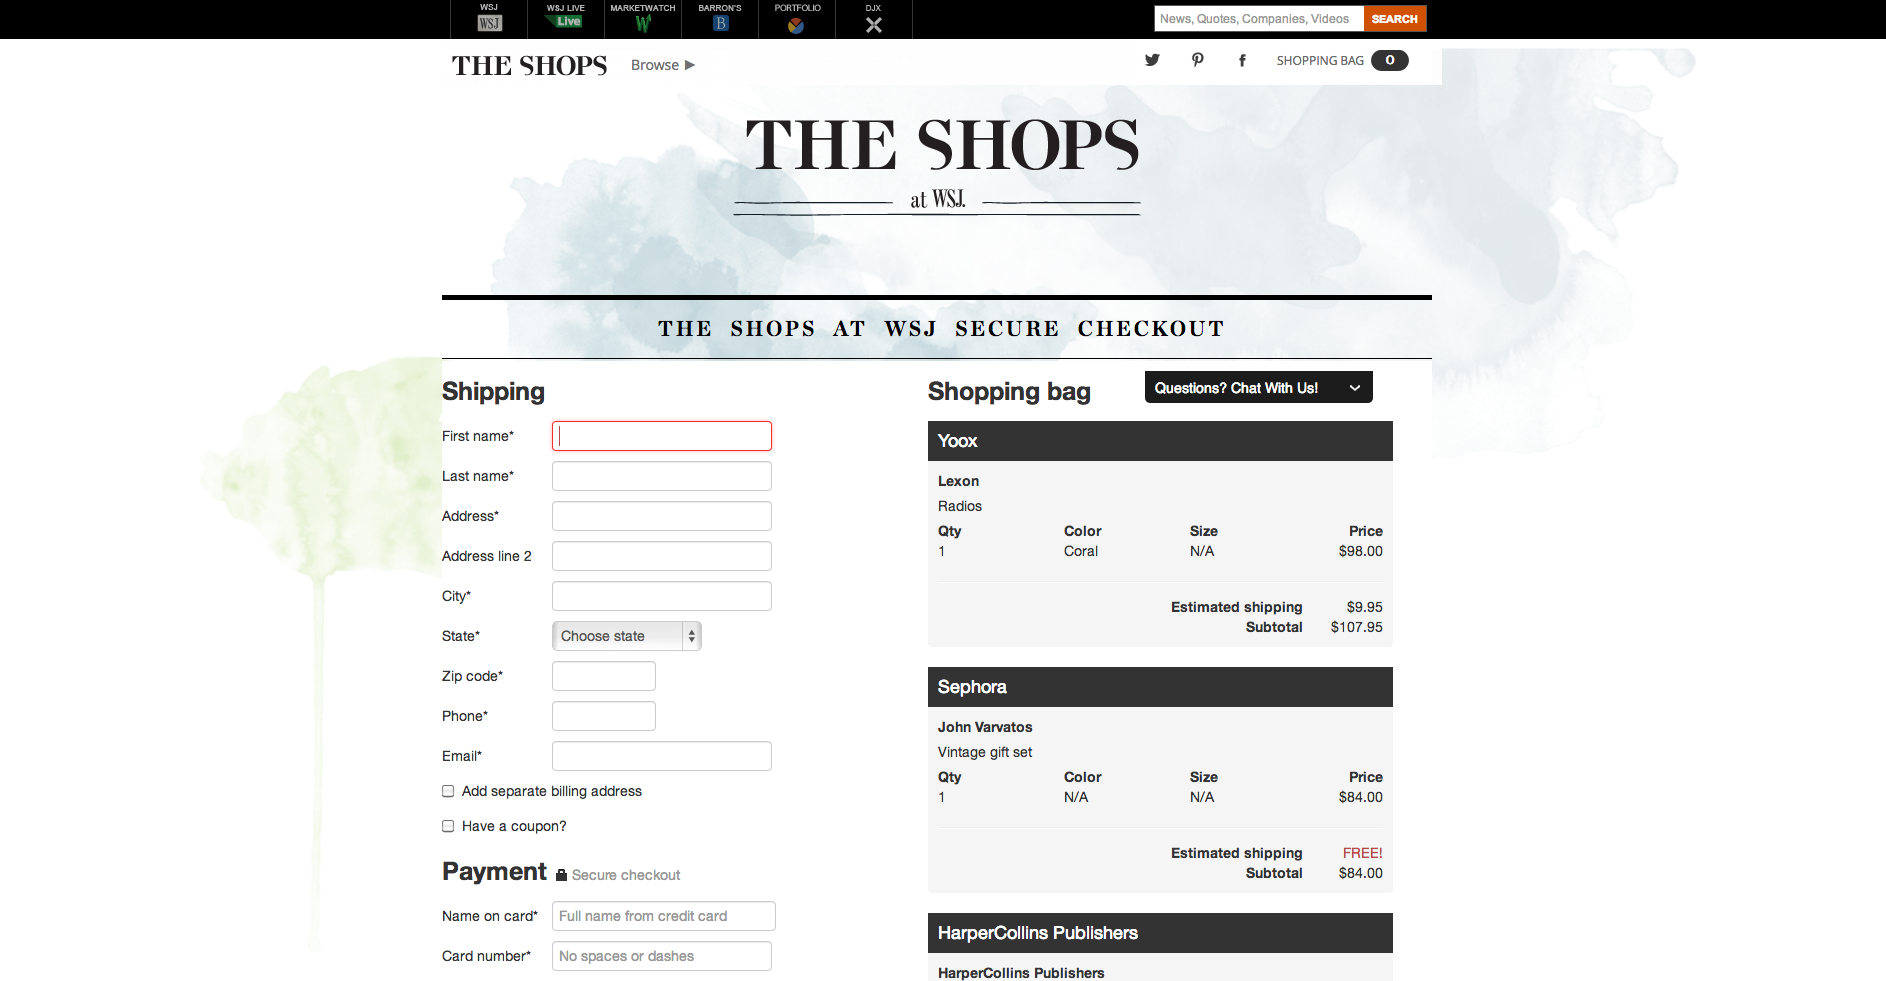 WSJ WSJ LIVE MARKETWATCH BARRON'S PORTFOLIO DJX
WSJ Live W B
News, Quotes, Companies, Videos SEARCH
THE SHOPS Browse ▶ SHOPPING BAG 0
THE SHOPS
at WSJ.
THE SHOPS AT WSJ SECURE CHECKOUT
Shipping
First name*
Last name*
Address*
Address line 2
City*
State* Choose state
Zip code*
Phone*
Email*
Add separate billing address
Have a coupon?
Payment Secure checkout
Name on card* Full name from credit card
Card number* No spaces or dashes
Shopping bag Questions? Chat With Us!
Yoox
Lexon
Radios
Qty Color Size Price
1 Coral N/A $98.00
Estimated shipping $9.95
Subtotal $107.95
Sephora
John Varvatos
Vintage gift set
Qty Color Size Price
1 N/A N/A $84.00
Estimated shipping FREE!
Subtotal $84.00
HarperCollins Publishers
HarperCollins Publishers